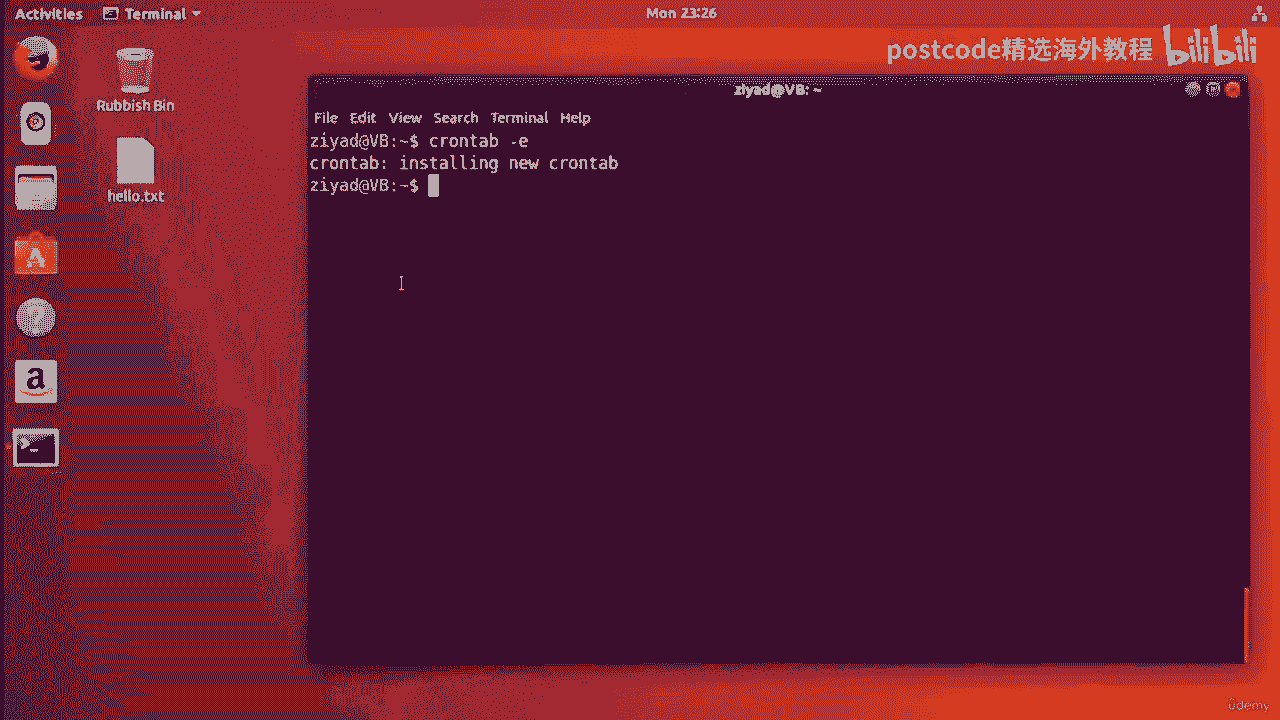 Activities Terminal Mon 23:26
postcode精选海外教程 bilibili
Rubbish Bin
hello.txt
ziyad@VB: ~
File Edit View Search Terminal Help
ziyad@VB:~$ crontab -e
crontab: installing new crontab
ziyad@VB:~$
ûdemy